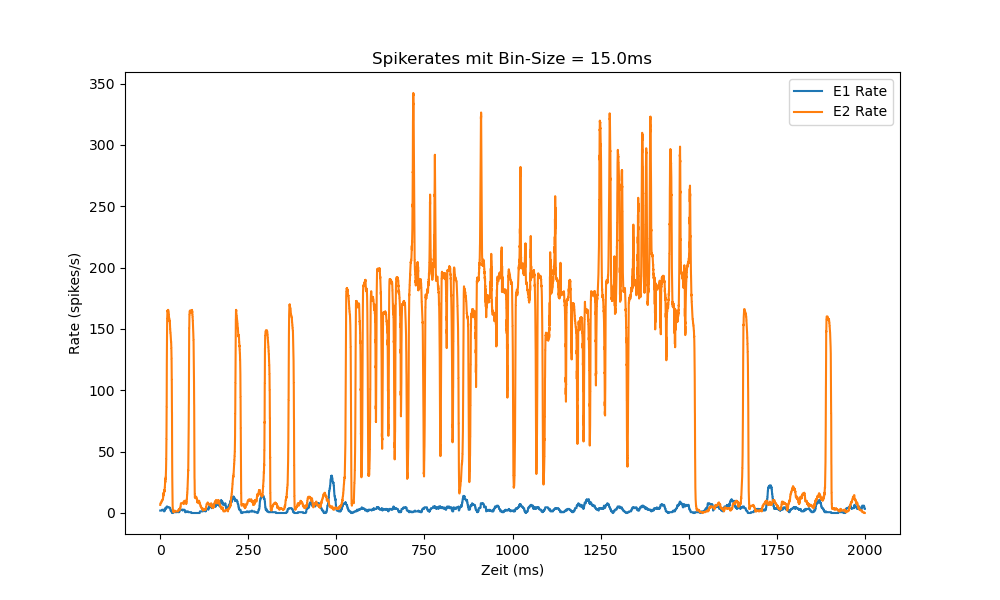 Spikerates mit Bin-Size = 15.0ms
E1 Rate
E2 Rate
350
300
250
200
150
100
50
0
Rate (spikes/s)
0 250 500 750 1000 1250 1500 1750 2000
Zeit (ms)